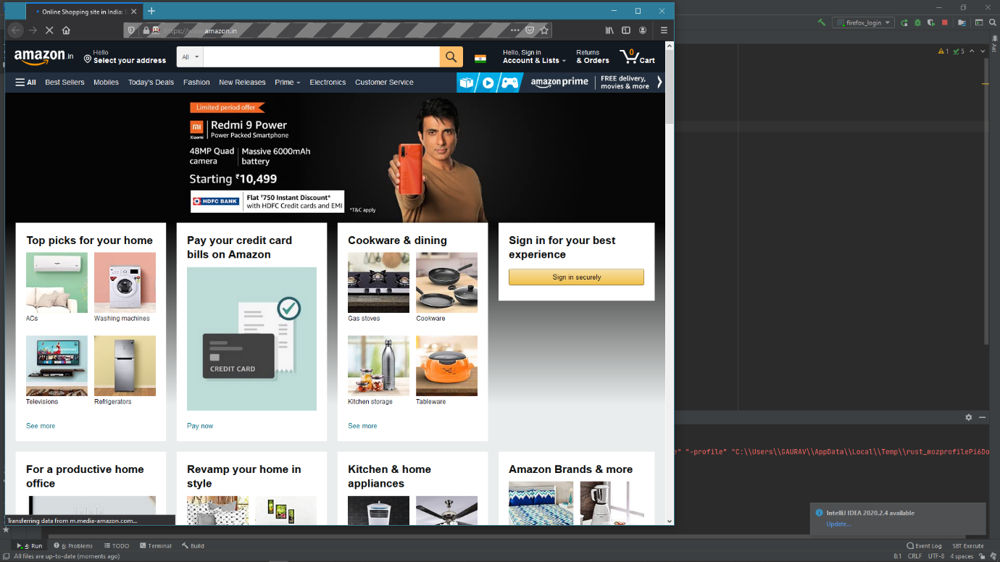 Online Shopping site in India: S
firefox_login
https://www.amazon.in
amazon.in
Hello
Select your address
All
Hello, Sign in
Account & Lists
Returns
& Orders
0
Cart
1
5
Ant
All
Best Sellers
Mobiles
Today's Deals
Fashion
New Releases
Prime
Electronics
Customer Service
amazon prime
FREE delivery,
movies & more
Limited period offer
mi
Xiaomi
Redmi 9 Power
Power Packed Smartphone
48MP Quad
camera
Massive 6000mAh
battery
Starting ₹10,499
HDFC BANK
Flat ₹750 Instant Discount*
with HDFC Credit cards and EMI
*T&C apply
Top picks for your home
ACs
Washing machines
Televisions
Refrigerators
See more
Pay your credit card
bills on Amazon
CREDIT CARD
Pay now
Cookware & dining
Gas stoves
Cookware
Kitchen storage
Tableware
See more
Sign in for your best
experience
Sign in securely
e" "-profile" "C:\\Users\\GAURAV\\AppData\\Local\\Temp\\rust_mozprofilePi6Do
For a productive home
office
Revamp your home in
style
Kitchen & home
appliances
Amazon Brands & more
Transferring data from m.media-amazon.com...
IntelliJ IDEA 2020.2.4 available
Update...
4: Run
6: Problems
TODO
Terminal
Build
Event Log
SBT Execute
All files are up-to-date (moments ago)
8:1
CRLF
UTF-8
4 spaces